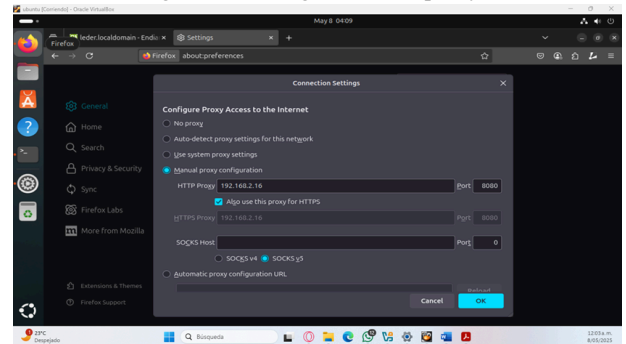 ubuntu [Corriendo] - Oracle VirtualBox
May 8 04:09
leder.localdomain - Endia
Settings
Firefox
Firefox about:preferences
Connection Settings
General
Home
Search
Privacy & Security
Sync
Firefox Labs
More from Mozilla
Extensions & Themes
Firefox Support
Configure Proxy Access to the Internet
No proxy
Auto-detect proxy settings for this network
Use system proxy settings
Manual proxy configuration
HTTP Proxy 192.168.2.16 Port 8080
Also use this proxy for HTTPS
HTTPS Proxy 192.168.2.16 Port 8080
SOCKS Host Port 0
SOCKS v4 SOCKS v5
Automatic proxy configuration URL
Reload
Cancel OK
23°C
Despejado
Búsqueda
12:09 a. m.
8/05/2025